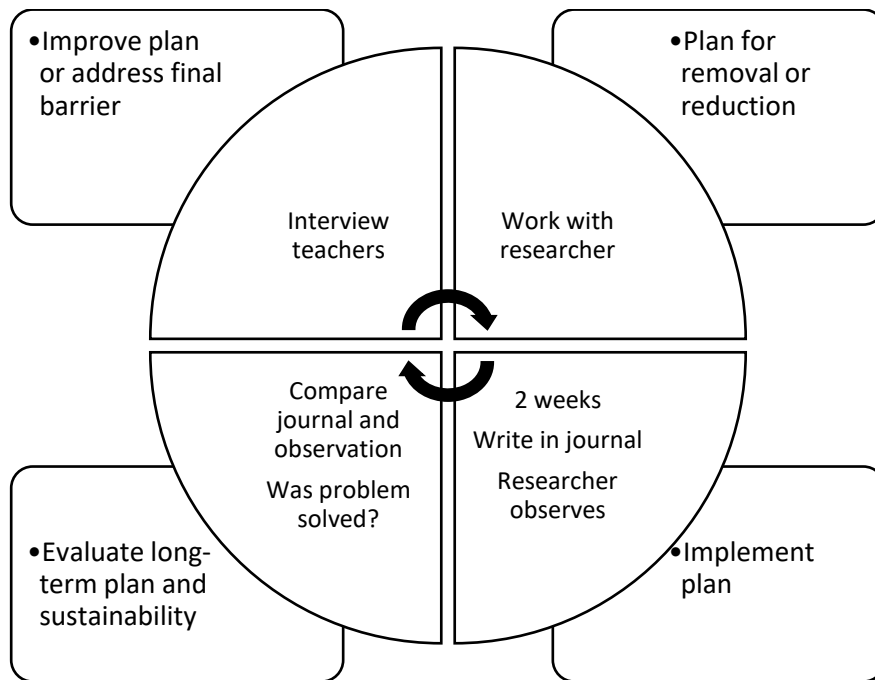 •Improve plan
or address final
barrier
•Plan for
removal or
reduction
Interview
teachers
Work with
researcher
Compare
journal and
observation
Was problem
solved?
2 weeks
Write in journal
Researcher
observes
•Evaluate long-
term plan and
sustainability
•Implement
plan